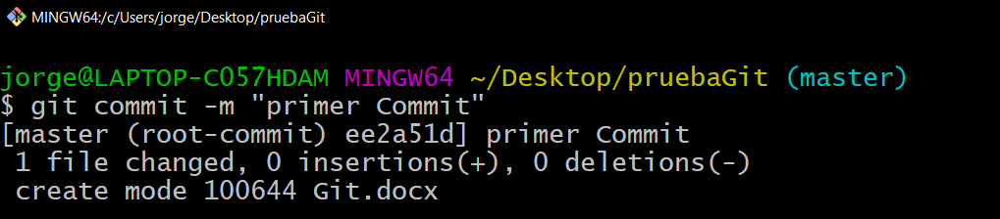 MINGW64:/c/Users/jorge/Desktop/pruebaGit
jorge@LAPTOP-C057HDAM MINGW64 ~/Desktop/pruebaGit (master)
$ git commit -m "primer Commit"
[master (root-commit) ee2a51d] primer Commit
 1 file changed, 0 insertions(+), 0 deletions(-)
 create mode 100644 Git.docx